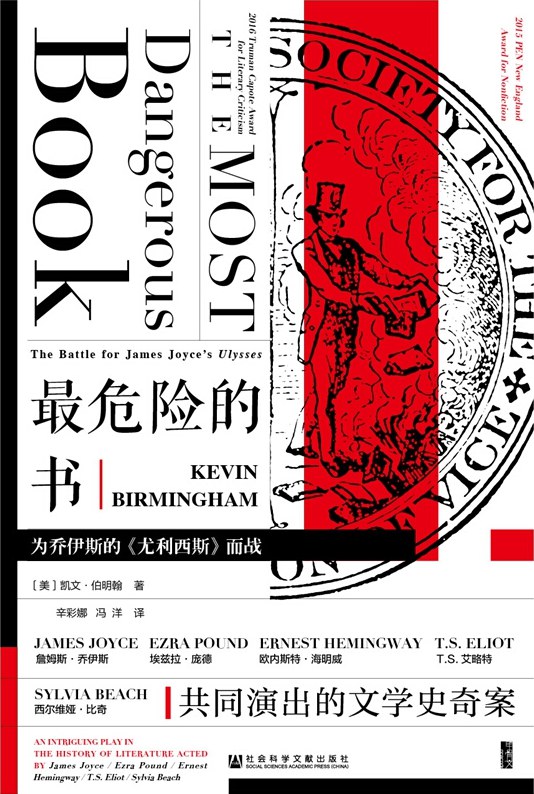 2016 Truman Capote Award
for Literary Criticism
2015 PEN New England
Award for Nonfiction
THE MOST
Dangerous
Book
SOCIETY FOR THE
ON OF VICE
The Battle for James Joyce's Ulysses
最危险的
书
KEVIN
BIRMINGHAM
为乔伊斯的《尤利西斯》而战
[美] 凯文·伯明翰 著
辛彩娜 冯洋 译
JAMES JOYCE EZRA POUND ERNEST HEMINGWAY T.S. ELIOT
詹姆斯·乔伊斯 埃兹拉·庞德 欧内斯特·海明威 T.S. 艾略特
SYLVIA BEACH
西尔维娅·比奇
共同演出的文学史奇案
AN INTRIGUING PLAY IN
THE HISTORY OF LITERATURE ACTED
BY James Joyce / Ezra Pound / Ernest
Hemingway / T.S. Eliot / Sylvia Beach
社会科学文献出版社
SOCIAL SCIENCES ACADEMIC PRESS (CHINA)